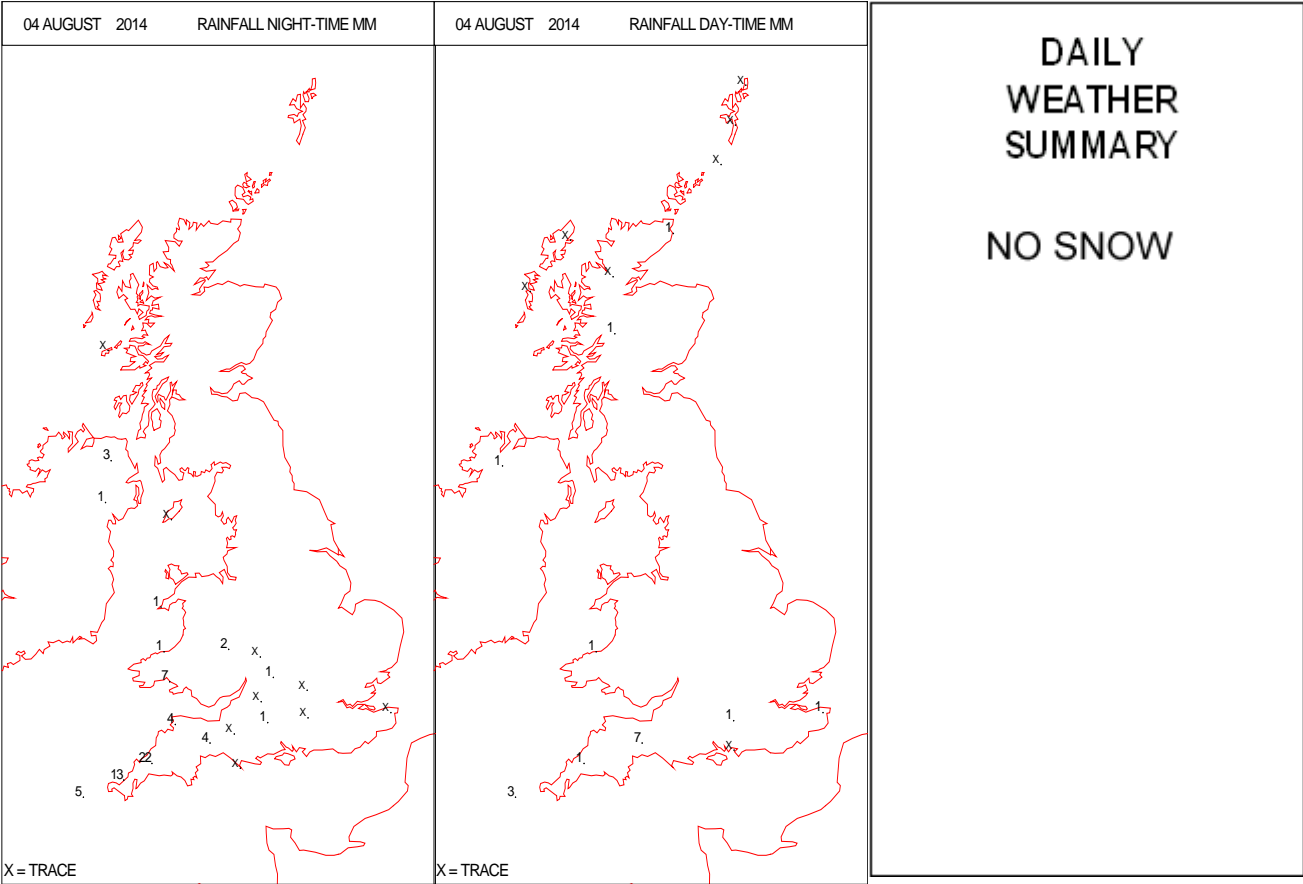 04 AUGUST 2014 RAINFALL NIGHT-TIME MM
X
3.
1.
X
1.
1.
2.
X.
7
1.
X.
X.
X.
4.
1.
X.
X.
X.
4.
22.
X.
13
5.
X = TRACE
04 AUGUST 2014 RAINFALL DAY-TIME MM
X
X.
X.
1
X.
X.
X
1.
1.
1.
1.
1.
7.
X.
1.
3.
X = TRACE
DAILY
WEATHER
SUMMARY
NO SNOW